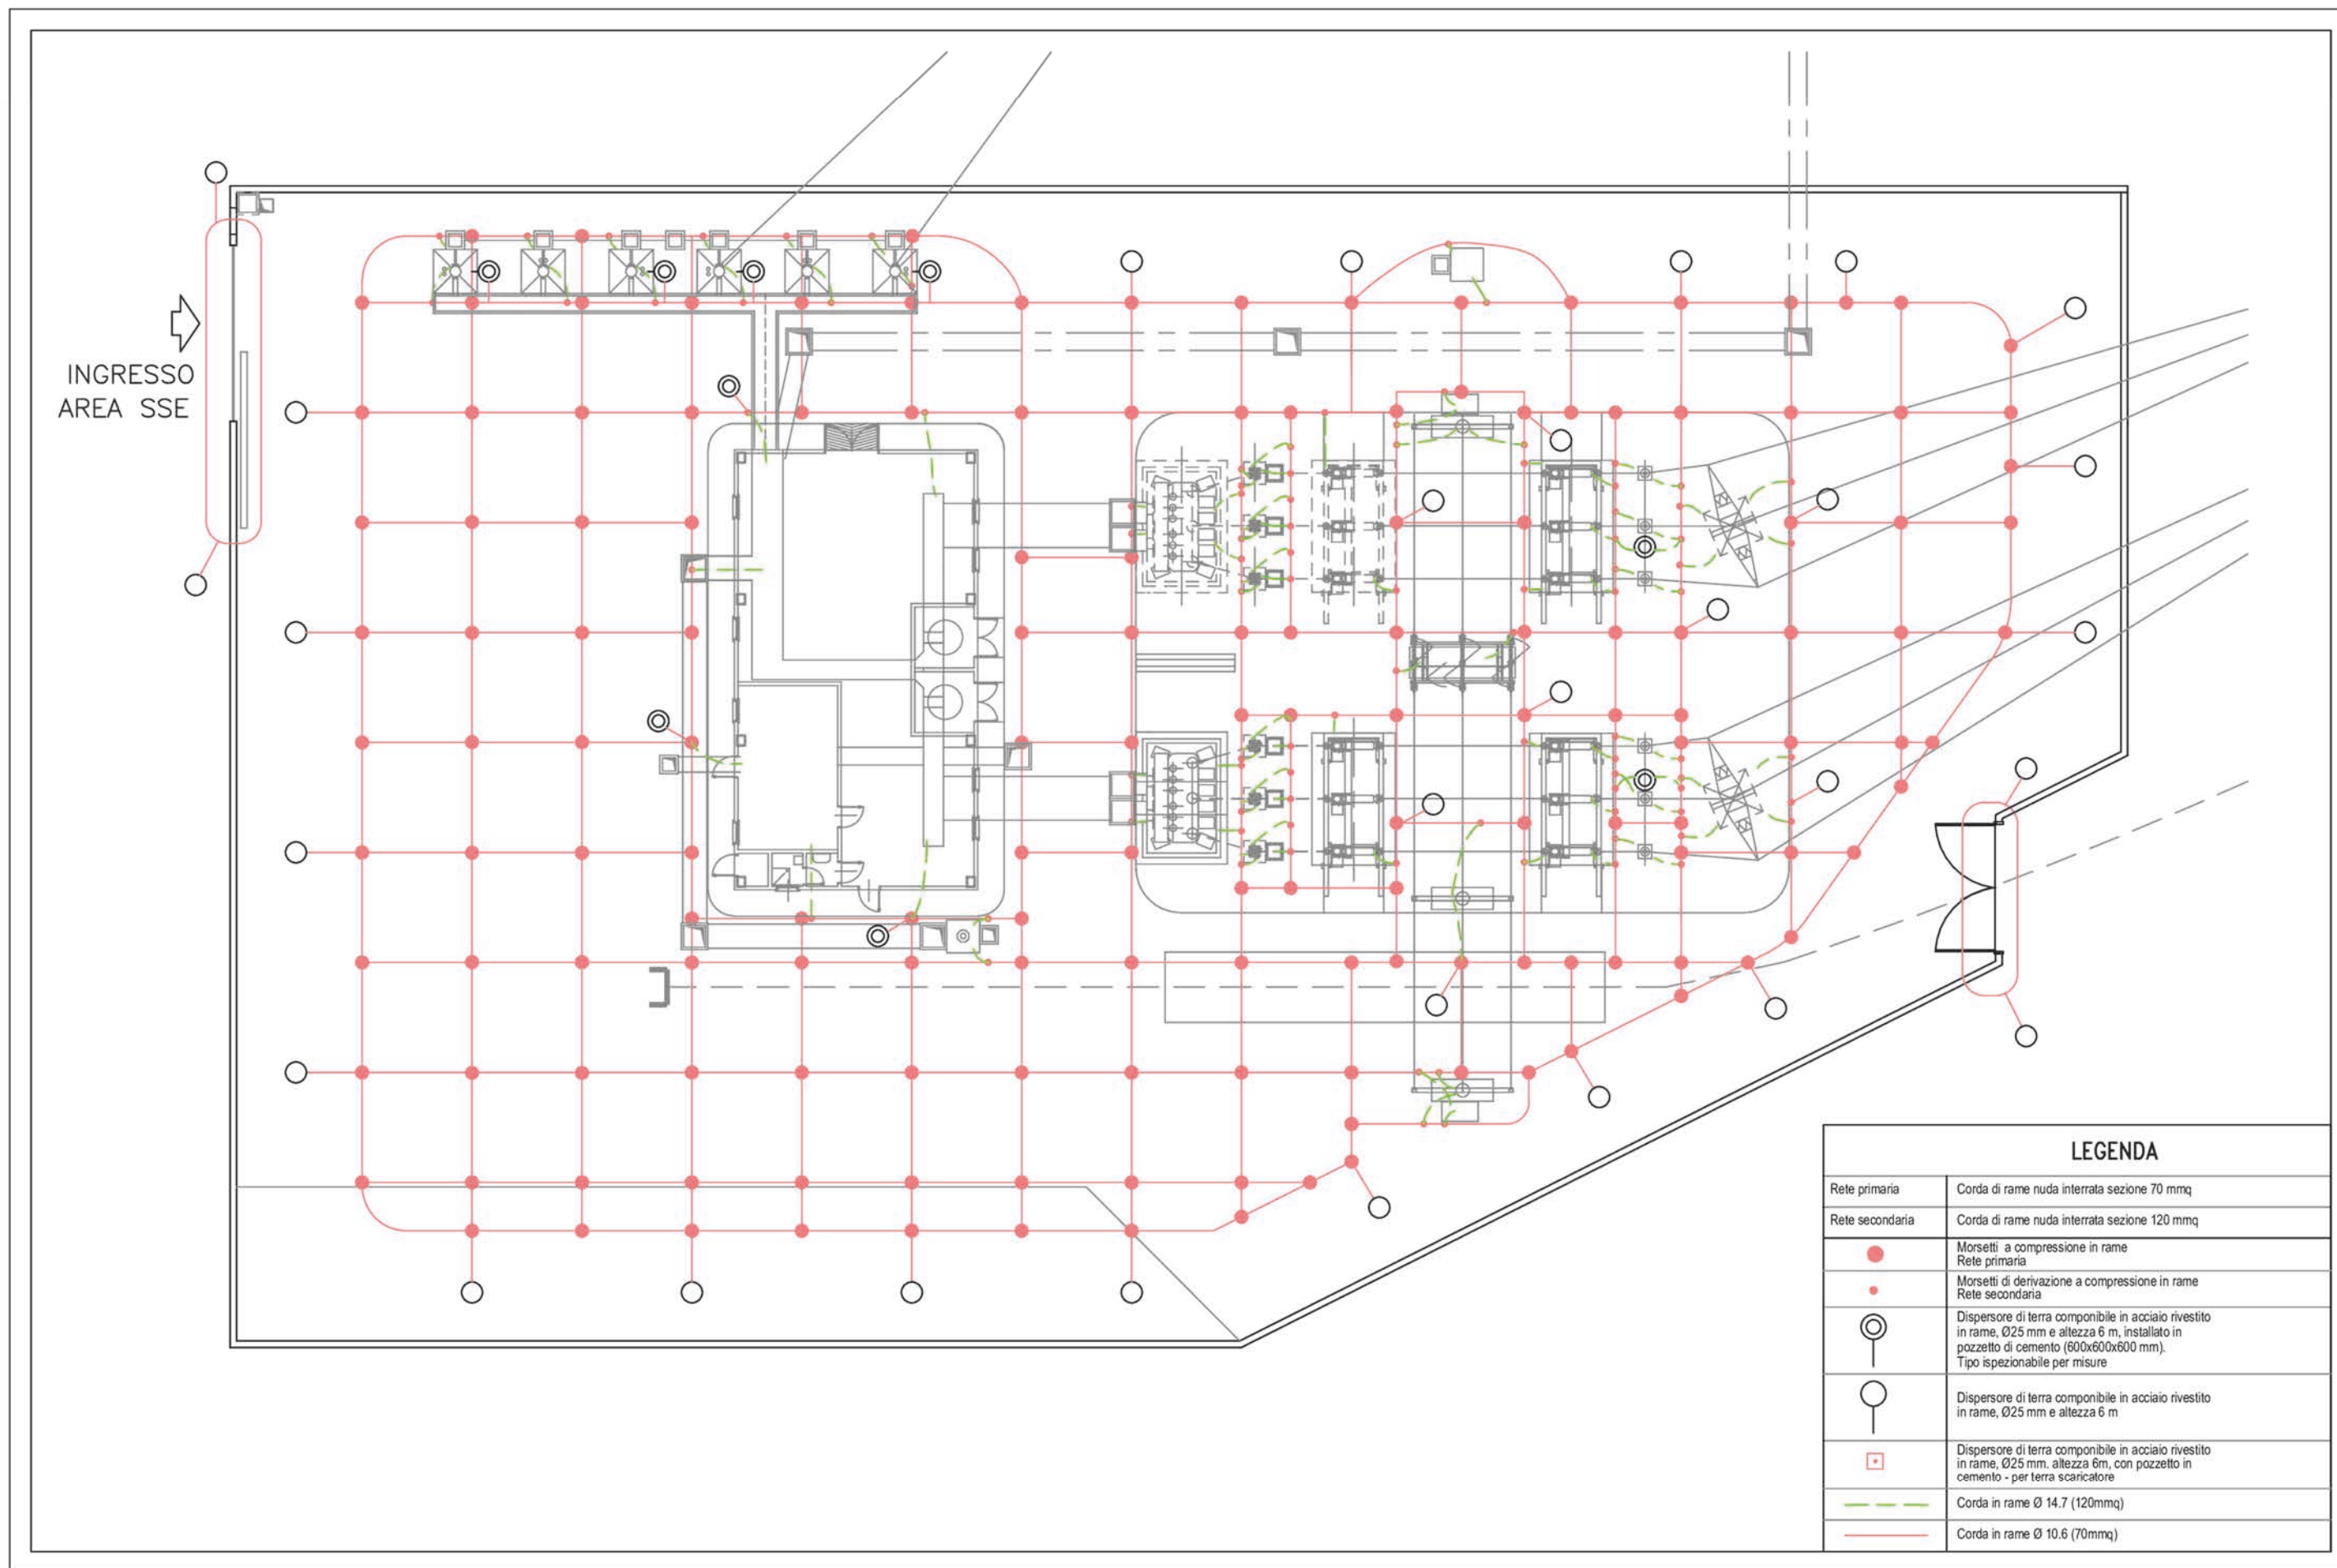 INGRESSO
AREA SSE
LEGENDA
Rete primaria
Corda di rame nuda interrata sezione 70 mmq
Rete secondaria
Corda di rame nuda interrata sezione 120 mmq
Morsetti a compressione in rame
Rete primaria
Morsetti di derivazione a compressione in rame
Rete secondaria
Dispersore di terra componibile in acciaio rivestito
in rame, Ø25 mm e altezza 6 m, installato in
pozzetto di cemento (600x600x600 mm).
Tipo ispezionabile per misure
Dispersore di terra componibile in acciaio rivestito
in rame, Ø25 mm e altezza 6 m
Dispersore di terra componibile in acciaio rivestito
in rame, Ø25 mm. altezza 6m, con pozzetto in
cemento - per terra scaricatore
Corda in rame Ø 14.7 (120mmq)
Corda in rame Ø 10.6 (70mmq)